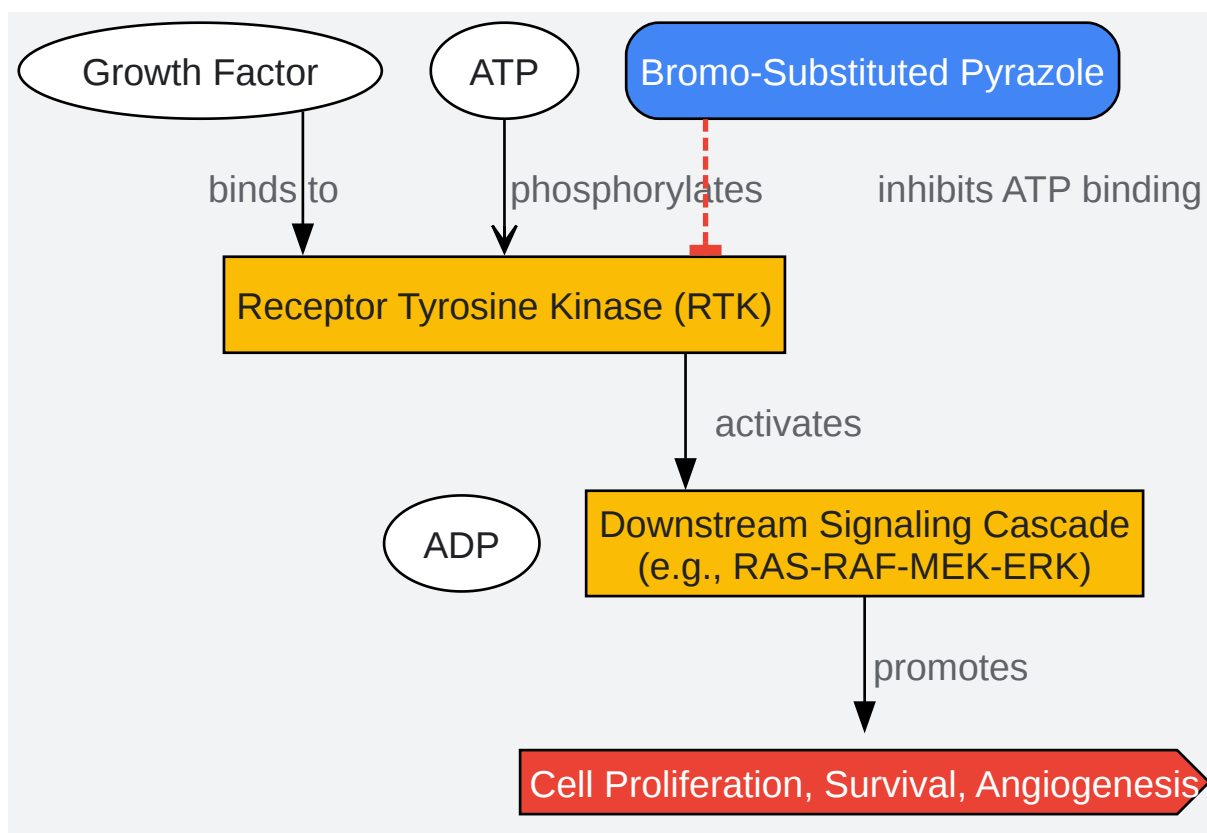 Growth Factor
ATP
Bromo-Substituted Pyrazole
binds to
phosphorylates
inhibits ATP binding
Receptor Tyrosine Kinase (RTK)
activates
ADP
Downstream Signaling Cascade
(e.g., RAS-RAF-MEK-ERK)
promotes
Cell Proliferation, Survival, Angiogenesis